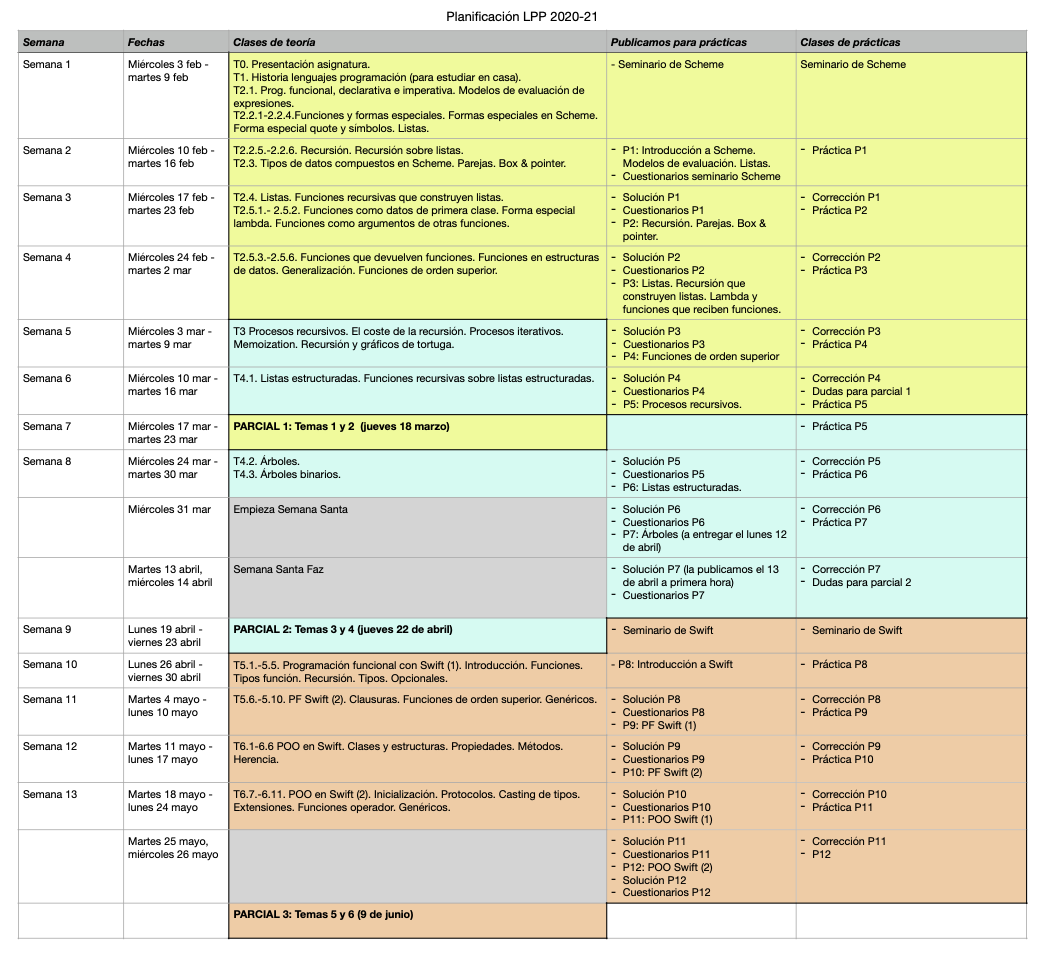 Planificación LPP 2020-21
Semana
Fechas
Clases de teoría
Publicamos para prácticas
Clases de prácticas
Semana 1
Miércoles 3 feb -
martes 9 feb
T0. Presentación asignatura.
T1. Historia lenguajes programación (para estudiar en casa).
T2.1. Prog. funcional, declarativa e imperativa. Modelos de evaluación de
expresiones.
T2.2.1-2.2.4.Funciones y formas especiales. Formas especiales en Scheme.
Forma especial quote y símbolos. Listas.
- Seminario de Scheme
Seminario de Scheme
Semana 2
Miércoles 10 feb -
martes 16 feb
T2.2.5.-2.2.6. Recursión. Recursión sobre listas.
T2.3. Tipos de datos compuestos en Scheme. Parejas. Box & pointer.
- P1: Introducción a Scheme.
Modelos de evaluación. Listas.
- Cuestionarios seminario Scheme
- Práctica P1
Semana 3
Miércoles 17 feb -
martes 23 feb
T2.4. Listas. Funciones recursivas que construyen listas.
T2.5.1.- 2.5.2. Funciones como datos de primera clase. Forma especial
lambda. Funciones como argumentos de otras funciones.
- Solución P1
- Cuestionarios P1
- P2: Recursión. Parejas. Box &
pointer.
- Corrección P1
- Práctica P2
Semana 4
Miércoles 24 feb -
martes 2 mar
T2.5.3.-2.5.6. Funciones que devuelven funciones. Funciones en estructuras
de datos. Generalización. Funciones de orden superior.
- Solución P2
- Cuestionarios P2
- P3: Listas. Recursión que
construyen listas. Lambda y
funciones que reciben funciones.
- Corrección P2
- Práctica P3
Semana 5
Miércoles 3 mar -
martes 9 mar
T3 Procesos recursivos. El coste de la recursión. Procesos iterativos.
Memoization. Recursión y gráficos de tortuga.
- Solución P3
- Cuestionarios P3
- P4: Funciones de orden superior
- Corrección P3
- Práctica P4
Semana 6
Miércoles 10 mar -
martes 16 mar
T4.1. Listas estructuradas. Funciones recursivas sobre listas estructuradas.
- Solución P4
- Cuestionarios P4
- P5: Procesos recursivos.
- Corrección P4
- Dudas para parcial 1
- Práctica P5
Semana 7
Miércoles 17 mar -
martes 23 mar
PARCIAL 1: Temas 1 y 2 (jueves 18 marzo)
- Práctica P5
Semana 8
Miércoles 24 mar -
martes 30 mar
T4.2. Árboles.
T4.3. Árboles binarios.
- Solución P5
- Cuestionarios P5
- P6: Listas estructuradas.
- Corrección P5
- Práctica P6
Miércoles 31 mar
Empieza Semana Santa
- Solución P6
- Cuestionarios P6
- P7: Árboles (a entregar el lunes 12
de abril)
- Corrección P6
- Práctica P7
Martes 13 abril,
miércoles 14 abril
Semana Santa Faz
- Solución P7 (la publicamos el 13
de abril a primera hora)
- Cuestionarios P7
- Corrección P7
- Dudas para parcial 2
Semana 9
Lunes 19 abril -
viernes 23 abril
PARCIAL 2: Temas 3 y 4 (jueves 22 de abril)
- Seminario de Swift
- Seminario de Swift
Semana 10
Lunes 26 abril -
viernes 30 abril
T5.1.-5.5. Programación funcional con Swift (1). Introducción. Funciones.
Tipos función. Recursión. Tipos. Opcionales.
- P8: Introducción a Swift
- Práctica P8
Semana 11
Martes 4 mayo -
lunes 10 mayo
T5.6.-5.10. PF Swift (2). Clausuras. Funciones de orden superior. Genéricos.
- Solución P8
- Cuestionarios P8
- P9: PF Swift (1)
- Corrección P8
- Práctica P9
Semana 12
Martes 11 mayo -
lunes 17 mayo
T6.1-6.6 POO en Swift. Clases y estructuras. Propiedades. Métodos.
Herencia.
- Solución P9
- Cuestionarios P9
- P10: PF Swift (2)
- Corrección P9
- Práctica P10
Semana 13
Martes 18 mayo -
lunes 24 mayo
T6.7.-6.11. POO en Swift (2). Inicialización. Protocolos. Casting de tipos.
Extensiones. Funciones operador. Genéricos.
- Solución P10
- Cuestionarios P10
- P11: POO Swift (1)
- Corrección P10
- Práctica P11
Martes 25 mayo,
miércoles 26 mayo
- Solución P11
- Cuestionarios P11
- P12: POO Swift (2)
- Solución P12
- Cuestionarios P12
- Corrección P11
- P12
PARCIAL 3: Temas 5 y 6 (9 de junio)